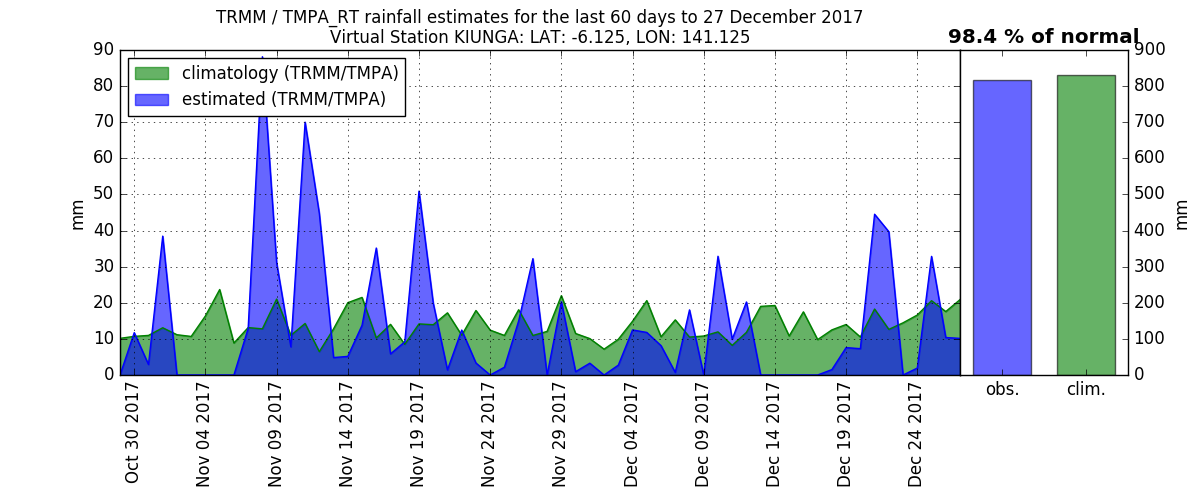 TRMM / TMPA_RT rainfall estimates for the last 60 days to 27 December 2017
Virtual Station KIUNGA: LAT: -6.125, LON: 141.125
98.4 % of normal
climatology (TRMM/TMPA)
estimated (TRMM/TMPA)
90
80
70
60
50
40
30
20
10
0
mm
Oct 30 2017
Nov 04 2017
Nov 09 2017
Nov 14 2017
Nov 19 2017
Nov 24 2017
Nov 29 2017
Dec 04 2017
Dec 09 2017
Dec 14 2017
Dec 19 2017
Dec 24 2017
obs.
clim.
900
800
700
600
500
400
300
200
100
0
mm